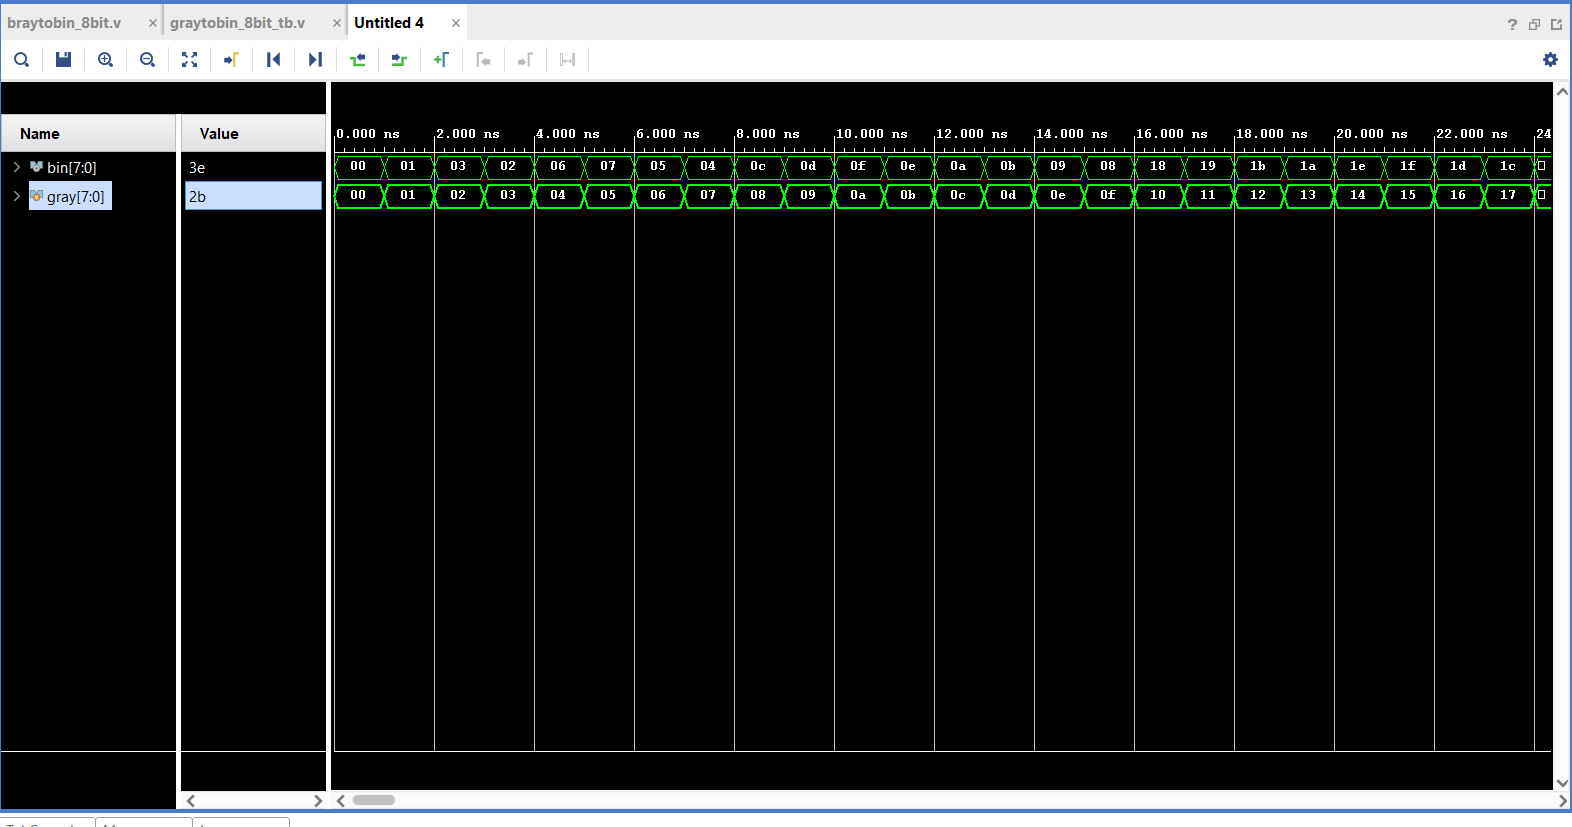 braytobin_8bit.v × graytobin_8bit_tb.v × Untitled 4 × ?
Name Value
0.000 ns 2.000 ns 4.000 ns 6.000 ns 8.000 ns 10.000 ns 12.000 ns 14.000 ns 16.000 ns 18.000 ns 20.000 ns 22.000 ns 24
bin[7:0] 3e 00 01 03 02 06 07 05 04 0c 0d 0f 0e 0a 0b 09 08 18 19 1b 1a 1e 1f 1d 1c
gray[7:0] 2b 00 01 02 03 04 05 06 07 08 09 0a 0b 0c 0d 0e 0f 10 11 12 13 14 15 16 17